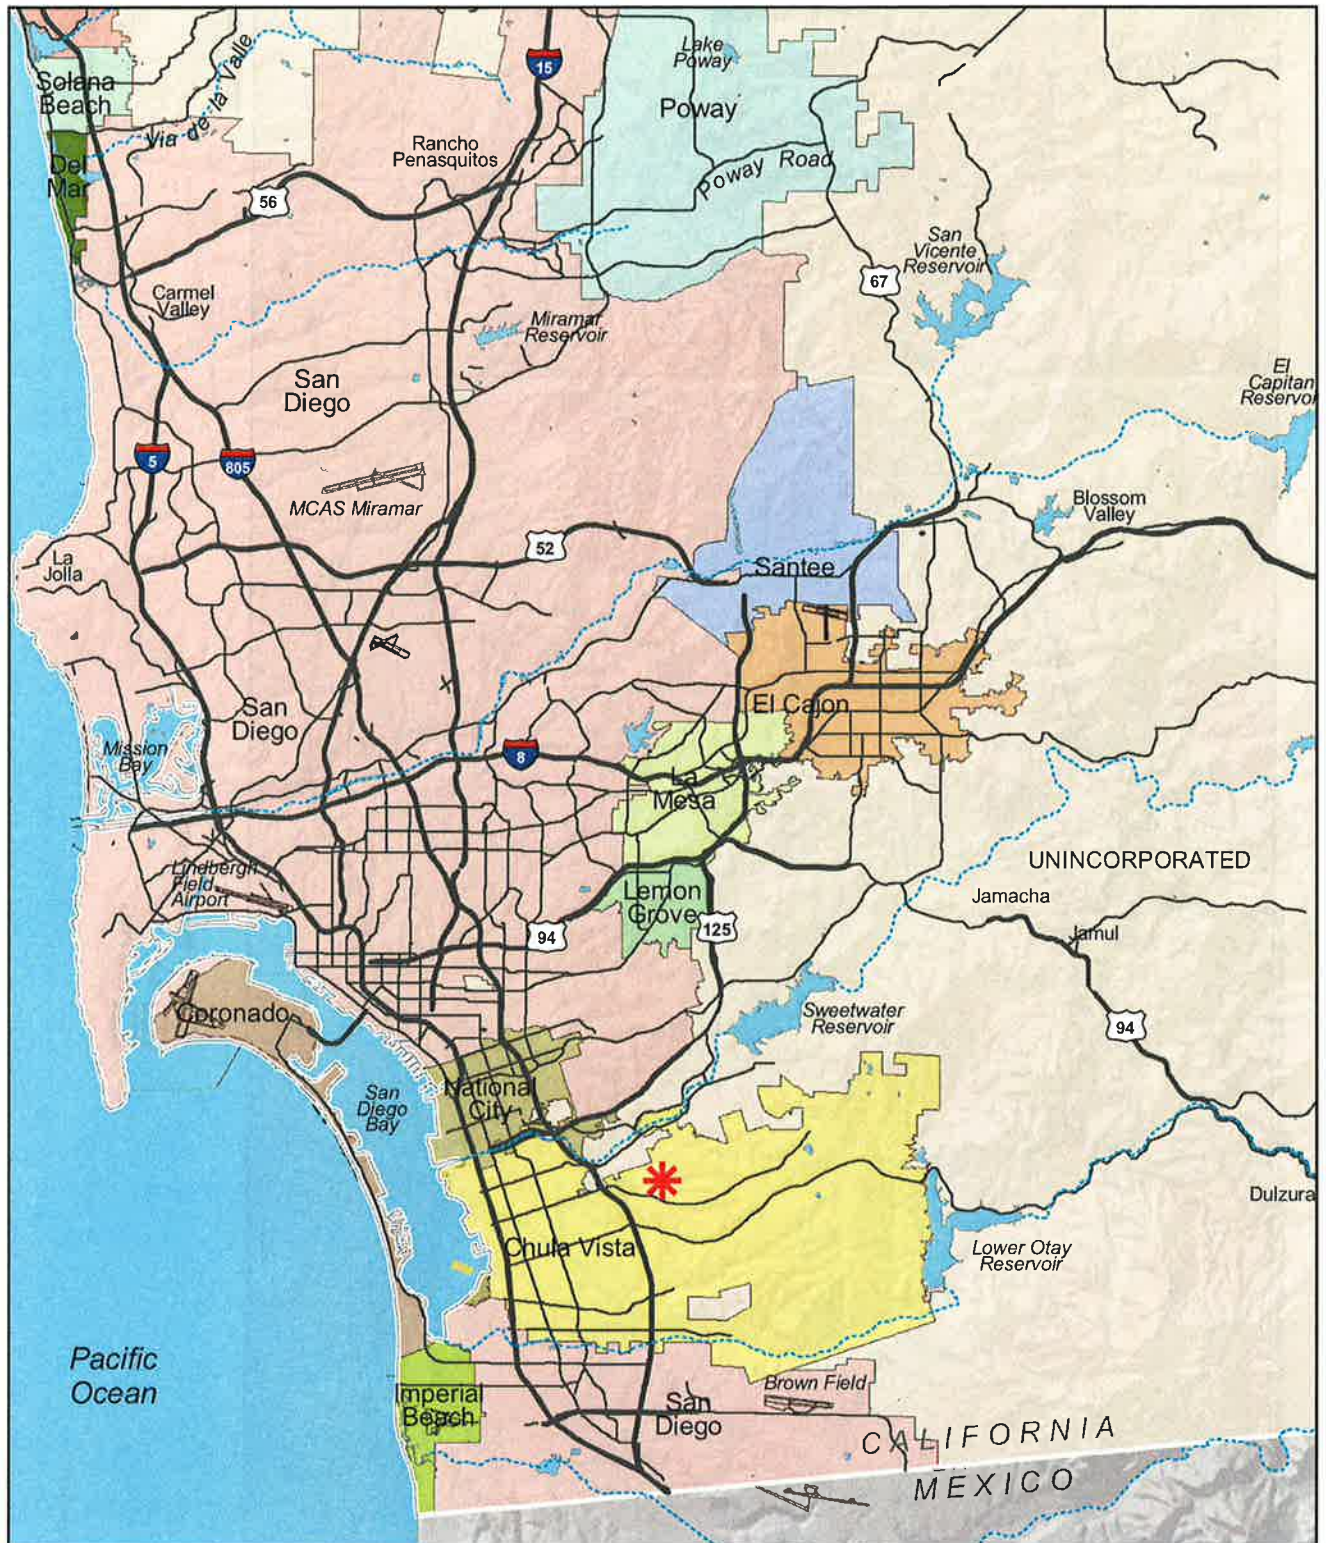 15
Lake
Poway
Solana
Beach
Poway
Via de la Valle
Rancho
Penasquitos
Del
Mar
Poway Road
56
San
Vicente
Reservoir
67
Carmel
Valley
Miramar
Reservoir
San
Diego
El
Capitan
Reservoi
5
805
MCAS Miramar
Blossom
Valley
52
La
Jolla
Santee
El Cajon
San
Diego
Mission
Bay
8
La
Mesa
UNINCORPORATED
Lindbergh
Field
Airport
Lemon
Grove
Jamacha
125
94
Jamul
Coronado
Sweetwater
Reservoir
94
San
Diego
Bay
National
City
Dulzura
Chula Vista
Lower Otay
Reservoir
Pacific
Ocean
Brown Field
Imperial
Beach
San
Diego
CALIFORNIA
MEXICO